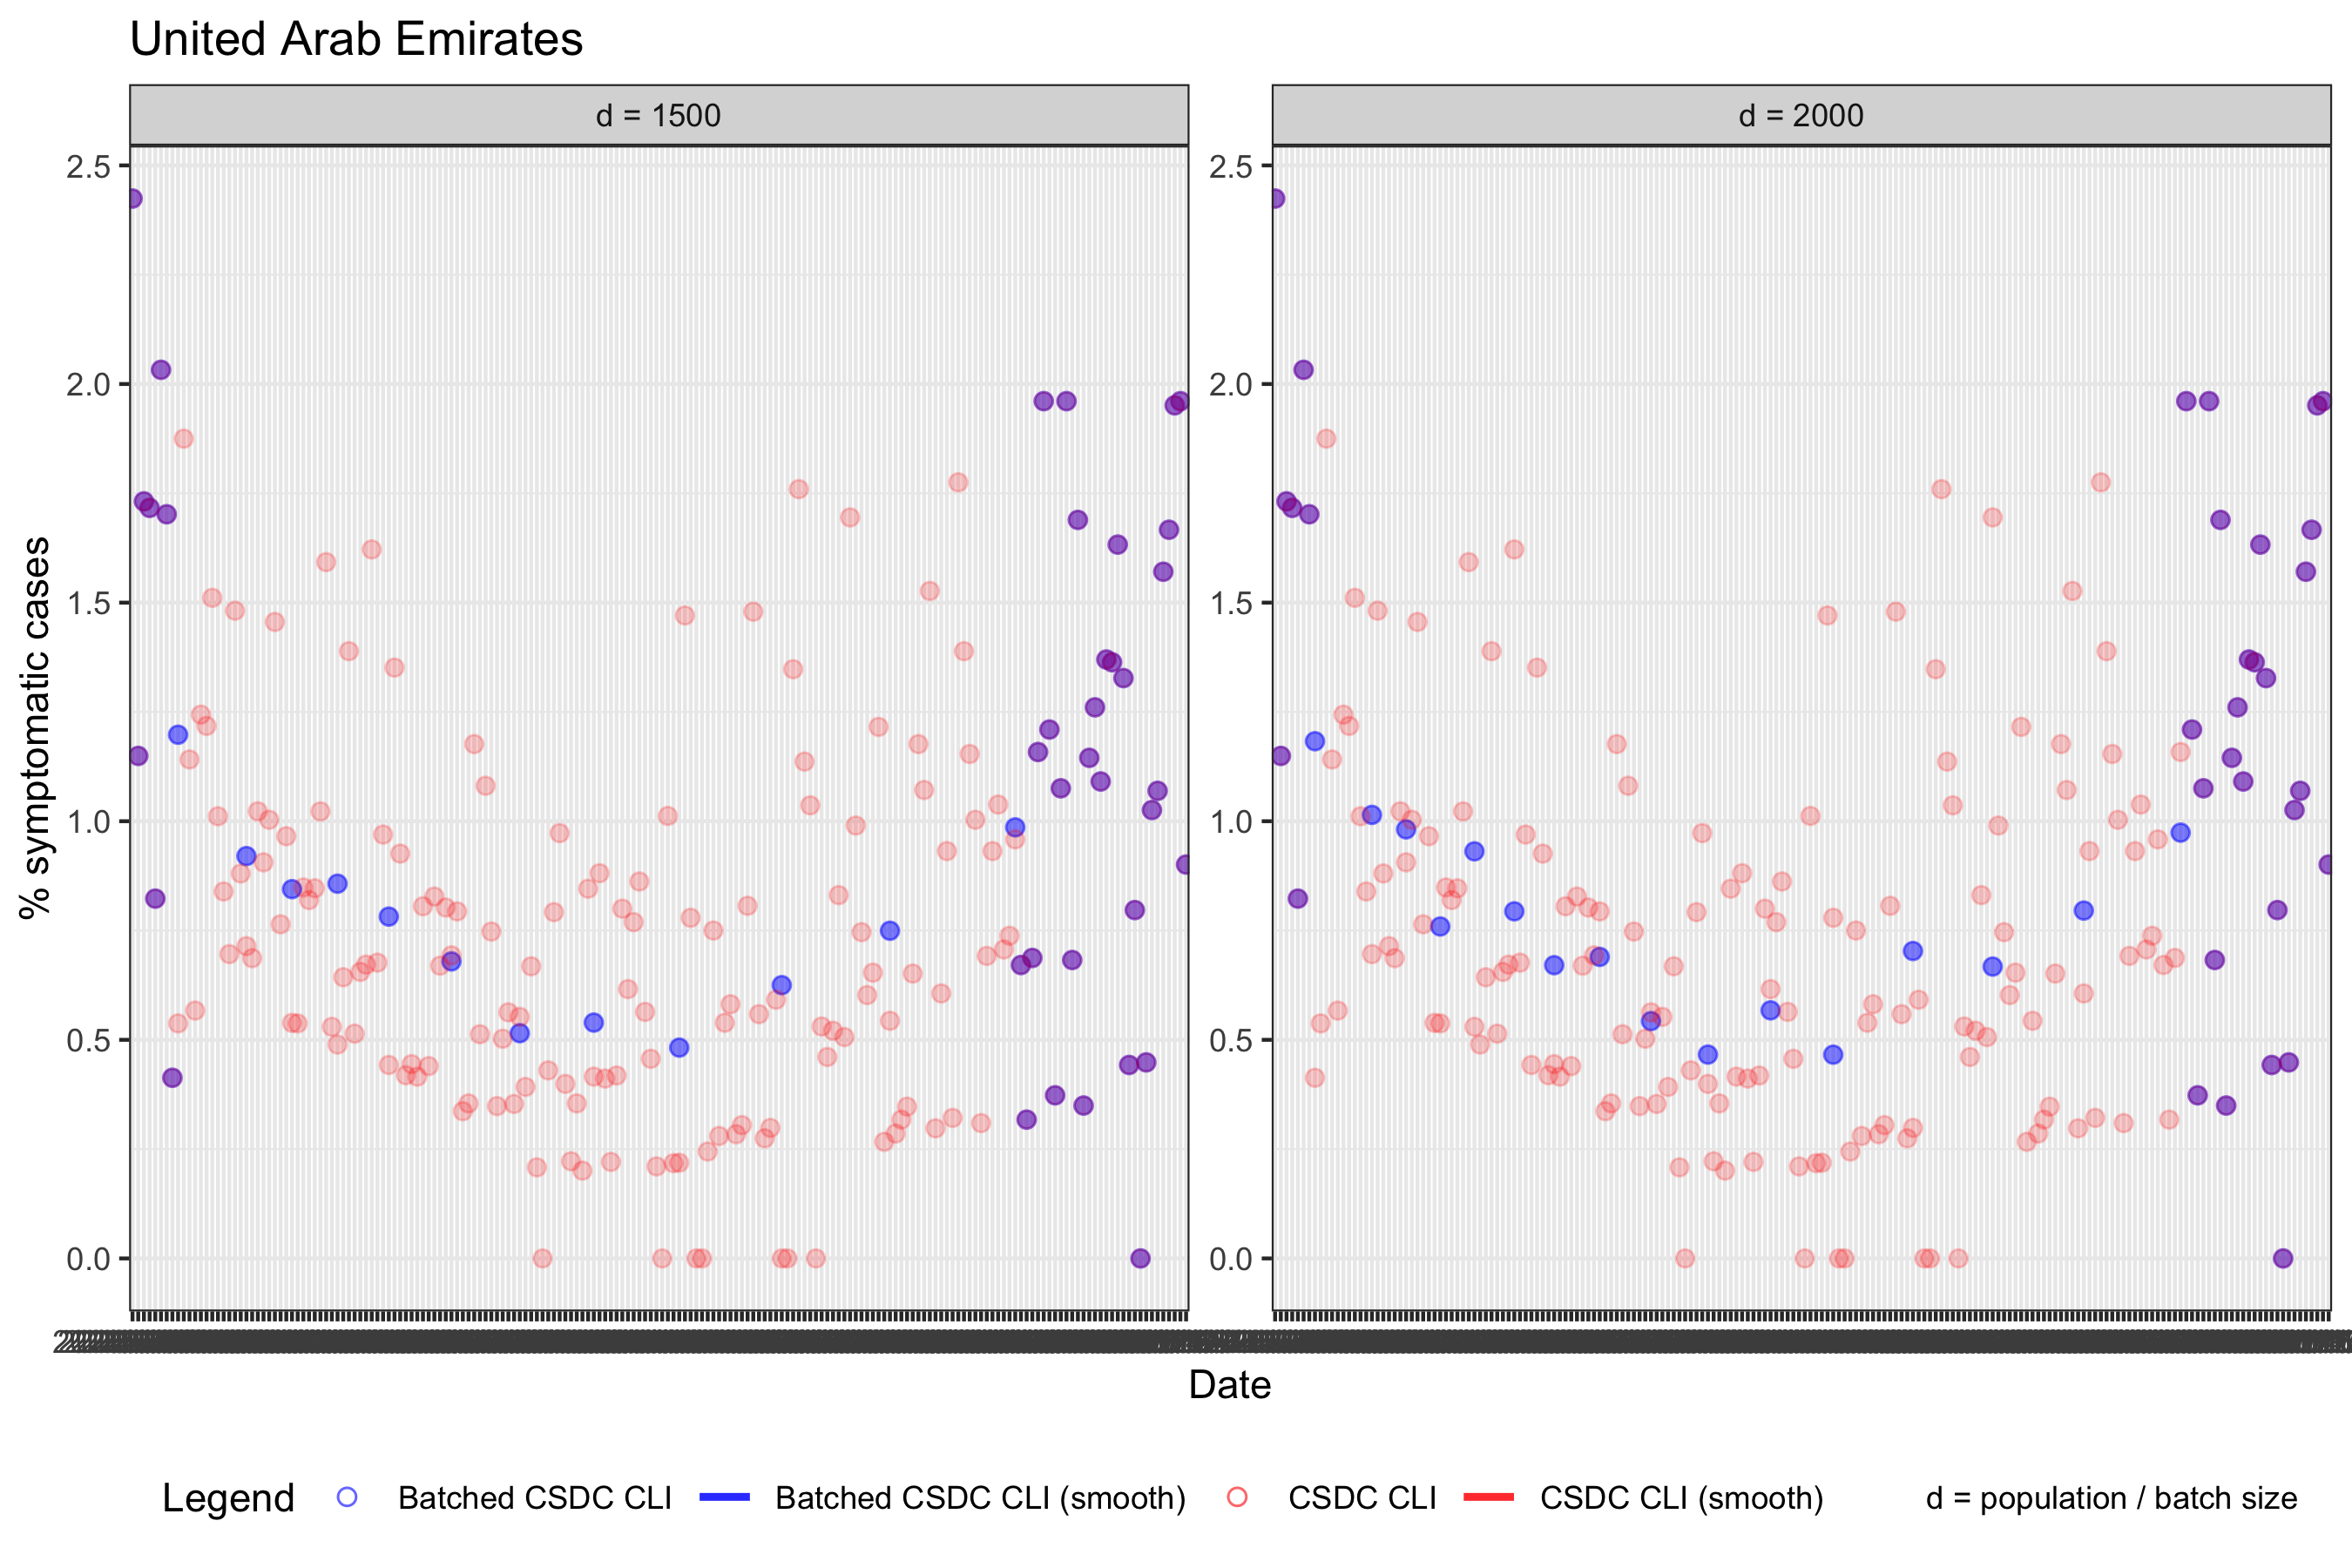 United Arab Emirates
d = 1500
d = 2000
2.5
2.0
1.5
1.0
0.5
0.0
2.5
2.0
1.5
1.0
0.5
0.0
% symptomatic cases
Date
Legend Batched CSDC CLI Batched CSDC CLI (smooth) CSDC CLI CSDC CLI (smooth) d = population / batch size